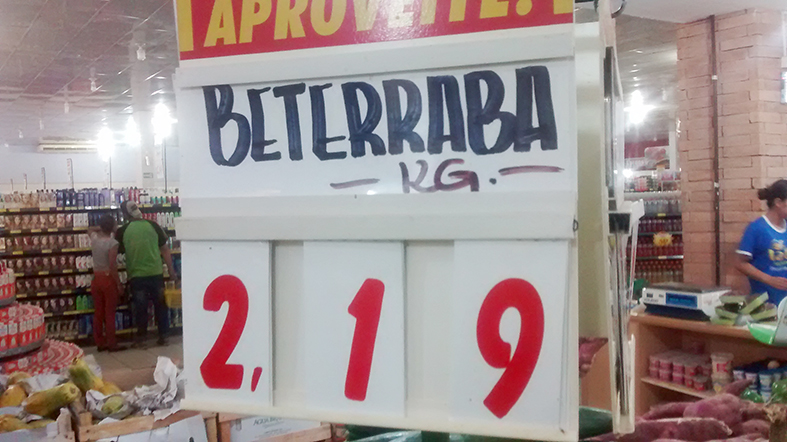 APROVEITE!
BETERRABA
- KG. -
2,19